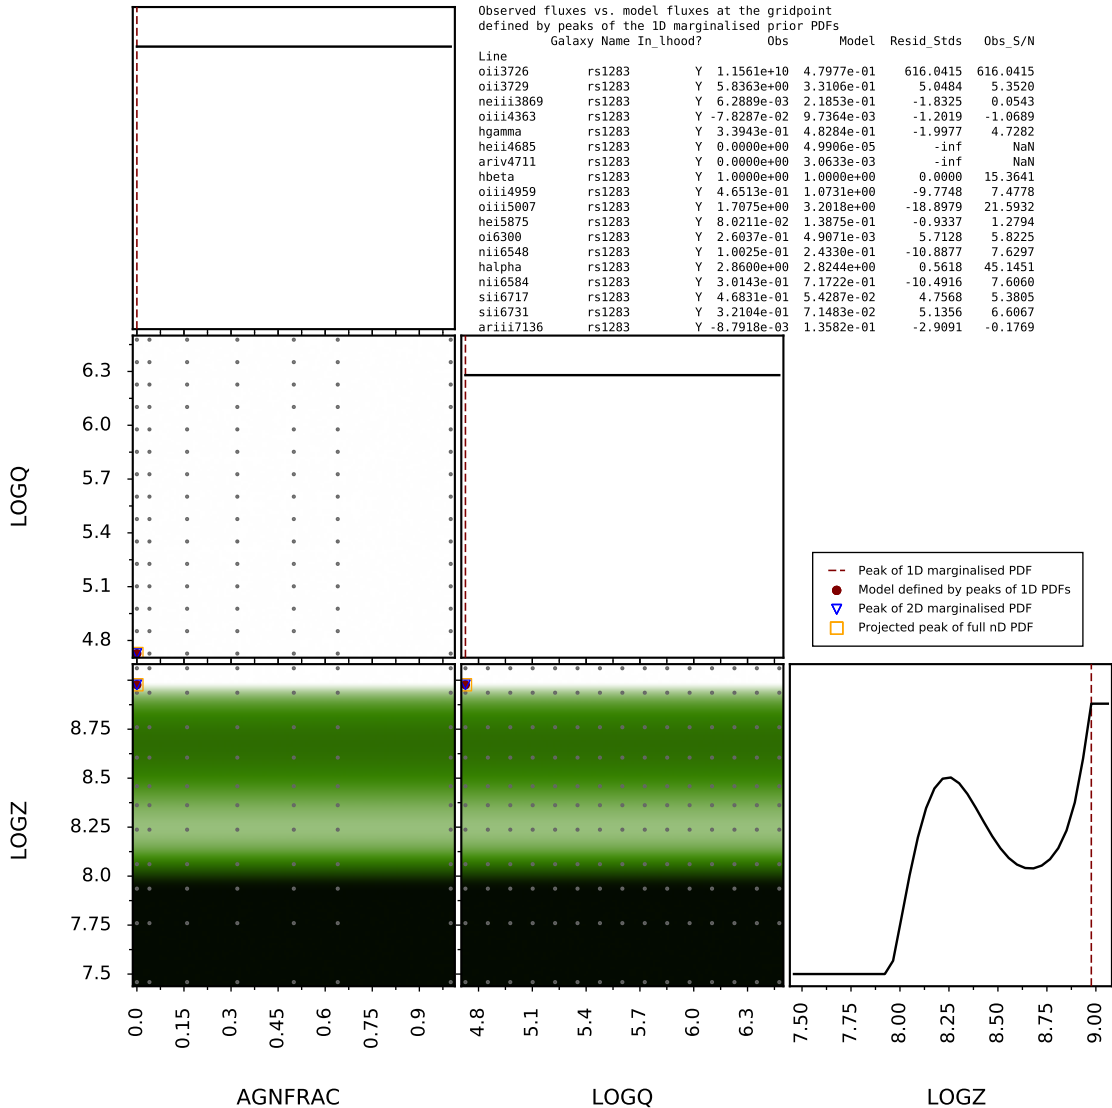 Observed fluxes vs. model fluxes at the gridpoint
defined by peaks of the 1D marginalised prior PDFs
Galaxy Name In_lhood? Obs Model Resid_Stds Obs_S/N
Line
oii3726 rs1283 Y 1.1561e+10 4.7977e-01 616.0415 616.0415
oii3729 rs1283 Y 5.8363e+00 3.3106e-01 5.0484 5.3520
neiii3869 rs1283 Y 6.2889e-03 2.1853e-01 -1.8325 0.0543
oiii4363 rs1283 Y -7.8287e-02 9.7364e-03 -1.2019 -1.0689
hgamma rs1283 Y 3.3943e-01 4.8284e-01 -1.9977 4.7282
heii4685 rs1283 Y 0.0000e+00 4.9906e-05 -inf NaN
ariv4711 rs1283 Y 0.0000e+00 3.0633e-03 -inf NaN
hbeta rs1283 Y 1.0000e+00 1.0000e+00 0.0000 15.3641
oiii4959 rs1283 Y 4.6513e-01 1.0731e+00 -9.7748 7.4778
oiii5007 rs1283 Y 1.7075e+00 3.2018e+00 -18.8979 21.5932
hei5875 rs1283 Y 8.0211e-02 1.3875e-01 -0.9337 1.2794
oi6300 rs1283 Y 2.6037e-01 4.9071e-03 5.7128 5.8225
nii6548 rs1283 Y 1.0025e-01 2.4330e-01 -10.8877 7.6297
halpha rs1283 Y 2.8600e+00 2.8244e+00 0.5618 45.1451
nii6584 rs1283 Y 3.0143e-01 7.1722e-01 -10.4916 7.6060
sii6717 rs1283 Y 4.6831e-01 5.4287e-02 4.7568 5.3805
sii6731 rs1283 Y 3.2104e-01 7.1483e-02 5.1356 6.6067
ariii7136 rs1283 Y -8.7918e-03 1.3582e-01 -2.9091 -0.1769
LOGQ
6.3
6.0
5.7
5.4
5.1
4.8
Peak of 1D marginalised PDF
Model defined by peaks of 1D PDFs
Peak of 2D marginalised PDF
Projected peak of full nD PDF
LOGZ
8.75
8.5
8.25
8.0
7.75
7.5
0.0 0.15 0.3 0.45 0.6 0.75 0.9
4.8 5.1 5.4 5.7 6.0 6.3
7.50 7.75 8.00 8.25 8.50 8.75 9.00
AGNFRAC
LOGQ
LOGZ